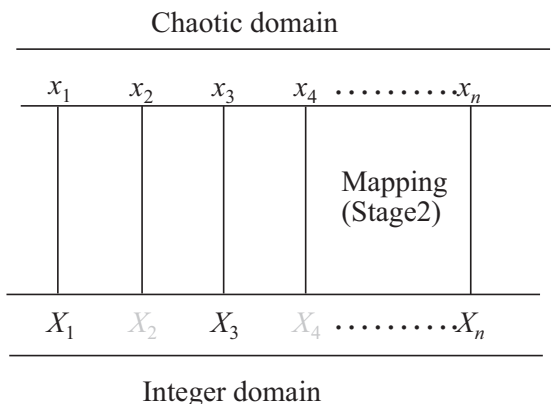 Chaotic domain
x₁ x₂ x₃ x₄ ..........xₙ
Mapping
(Stage2)
X₁ X₂ X₃ X₄ ..........Xₙ
Integer domain